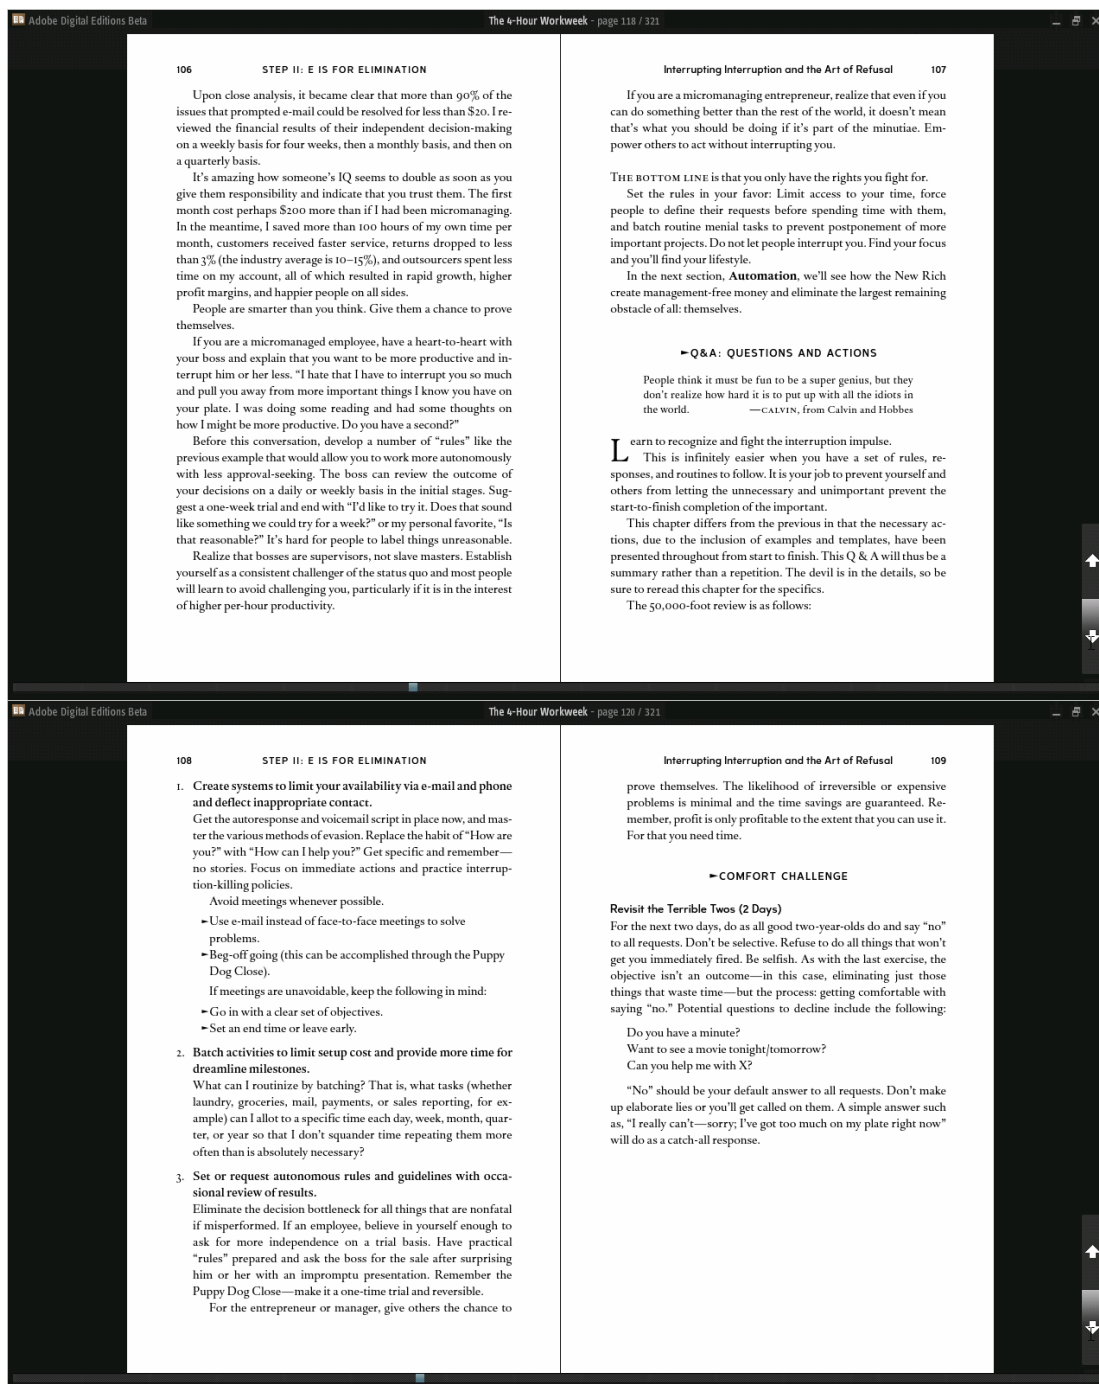 Adobe Digital Editions Beta
The 4-Hour Workweek - page 118 / 321
106
STEP II: E IS FOR ELIMINATION
Upon close analysis, it became clear that more than 90% of the
issues that prompted e-mail could be resolved for less than $20. I re-
viewed the financial results of their independent decision-making
on a weekly basis for four weeks, then a monthly basis, and then on
a quarterly basis.
It's amazing how someone's IQ seems to double as soon as you
give them responsibility and indicate that you trust them. The first
month cost perhaps $200 more than if I had been micromanaging.
In the meantime, I saved more than 100 hours of my own time per
month, customers received faster service, returns dropped to less
than 3% (the industry average is 10–15%), and outsourcers spent less
time on my account, all of which resulted in rapid growth, higher
profit margins, and happier people on all sides.
People are smarter than you think. Give them a chance to prove
themselves.
If you are a micromanaged employee, have a heart-to-heart with
your boss and explain that you want to be more productive and in-
terrupt him or her less. “I hate that I have to interrupt you so much
and pull you away from more important things I know you have on
your plate. I was doing some reading and had some thoughts on
how I might be more productive. Do you have a second?”
Before this conversation, develop a number of “rules” like the
previous example that would allow you to work more autonomously
with less approval-seeking. The boss can review the outcome of
your decisions on a daily or weekly basis in the initial stages. Sug-
gest a one-week trial and end with “I'd like to try it. Does that sound
like something we could try for a week?” or my personal favorite, “Is
that reasonable?” It's hard for people to label things unreasonable.
Realize that bosses are supervisors, not slave masters. Establish
yourself as a consistent challenger of the status quo and most people
will learn to avoid challenging you, particularly if it is in the interest
of higher per-hour productivity.
Interrupting Interruption and the Art of Refusal
107
If you are a micromanaging entrepreneur, realize that even if you
can do something better than the rest of the world, it doesn't mean
that's what you should be doing if it's part of the minutiae. Em-
power others to act without interrupting you.
THE BOTTOM LINE is that you only have the rights you fight for.
Set the rules in your favor: Limit access to your time, force
people to define their requests before spending time with them,
and batch routine menial tasks to prevent postponement of more
important projects. Do not let people interrupt you. Find your focus
and you'll find your lifestyle.
In the next section, Automation, we'll see how the New Rich
create management-free money and eliminate the largest remaining
obstacle of all: themselves.
►Q&A: QUESTIONS AND ACTIONS
People think it must be fun to be a super genius, but they
don't realize how hard it is to put up with all the idiots in
the world. —CALVIN, from Calvin and Hobbes
Learn to recognize and fight the interruption impulse.
This is infinitely easier when you have a set of rules, re-
sponses, and routines to follow. It is your job to prevent yourself and
others from letting the unnecessary and unimportant prevent the
start-to-finish completion of the important.
This chapter differs from the previous in that the necessary ac-
tions, due to the inclusion of examples and templates, have been
presented throughout from start to finish. This Q & A will thus be a
summary rather than a repetition. The devil is in the details, so be
sure to reread this chapter for the specifics.
The 50,000-foot review is as follows:
Adobe Digital Editions Beta
The 4-Hour Workweek - page 120 / 321
108
STEP II: E IS FOR ELIMINATION
1. Create systems to limit your availability via e-mail and phone
and deflect inappropriate contact.
Get the autoresponse and voicemail script in place now, and mas-
ter the various methods of evasion. Replace the habit of “How are
you?” with “How can I help you?” Get specific and remember—
no stories. Focus on immediate actions and practice interrup-
tion-killing policies.
Avoid meetings whenever possible.
►Use e-mail instead of face-to-face meetings to solve
problems.
►Beg-off going (this can be accomplished through the Puppy
Dog Close).
If meetings are unavoidable, keep the following in mind:
►Go in with a clear set of objectives.
►Set an end time or leave early.
2. Batch activities to limit setup cost and provide more time for
dreamline milestones.
What can I routinize by batching? That is, what tasks (whether
laundry, groceries, mail, payments, or sales reporting, for ex-
ample) can I allot to a specific time each day, week, month, quar-
ter, or year so that I don't squander time repeating them more
often than is absolutely necessary?
3. Set or request autonomous rules and guidelines with occa-
sional review of results.
Eliminate the decision bottleneck for all things that are nonfatal
if misperformed. If an employee, believe in yourself enough to
ask for more independence on a trial basis. Have practical
“rules” prepared and ask the boss for the sale after surprising
him or her with an impromptu presentation. Remember the
Puppy Dog Close—make it a one-time trial and reversible.
For the entrepreneur or manager, give others the chance to
Interrupting Interruption and the Art of Refusal
109
prove themselves. The likelihood of irreversible or expensive
problems is minimal and the time savings are guaranteed. Re-
member, profit is only profitable to the extent that you can use it.
For that you need time.
►COMFORT CHALLENGE
Revisit the Terrible Twos (2 Days)
For the next two days, do as all good two-year-olds do and say “no”
to all requests. Don't be selective. Refuse to do all things that won't
get you immediately fired. Be selfish. As with the last exercise, the
objective isn't an outcome—in this case, eliminating just those
things that waste time—but the process: getting comfortable with
saying “no.” Potential questions to decline include the following:
Do you have a minute?
Want to see a movie tonight/tomorrow?
Can you help me with X?
“No” should be your default answer to all requests. Don't make
up elaborate lies or you'll get called on them. A simple answer such
as, “I really can't—sorry; I've got too much on my plate right now”
will do as a catch-all response.